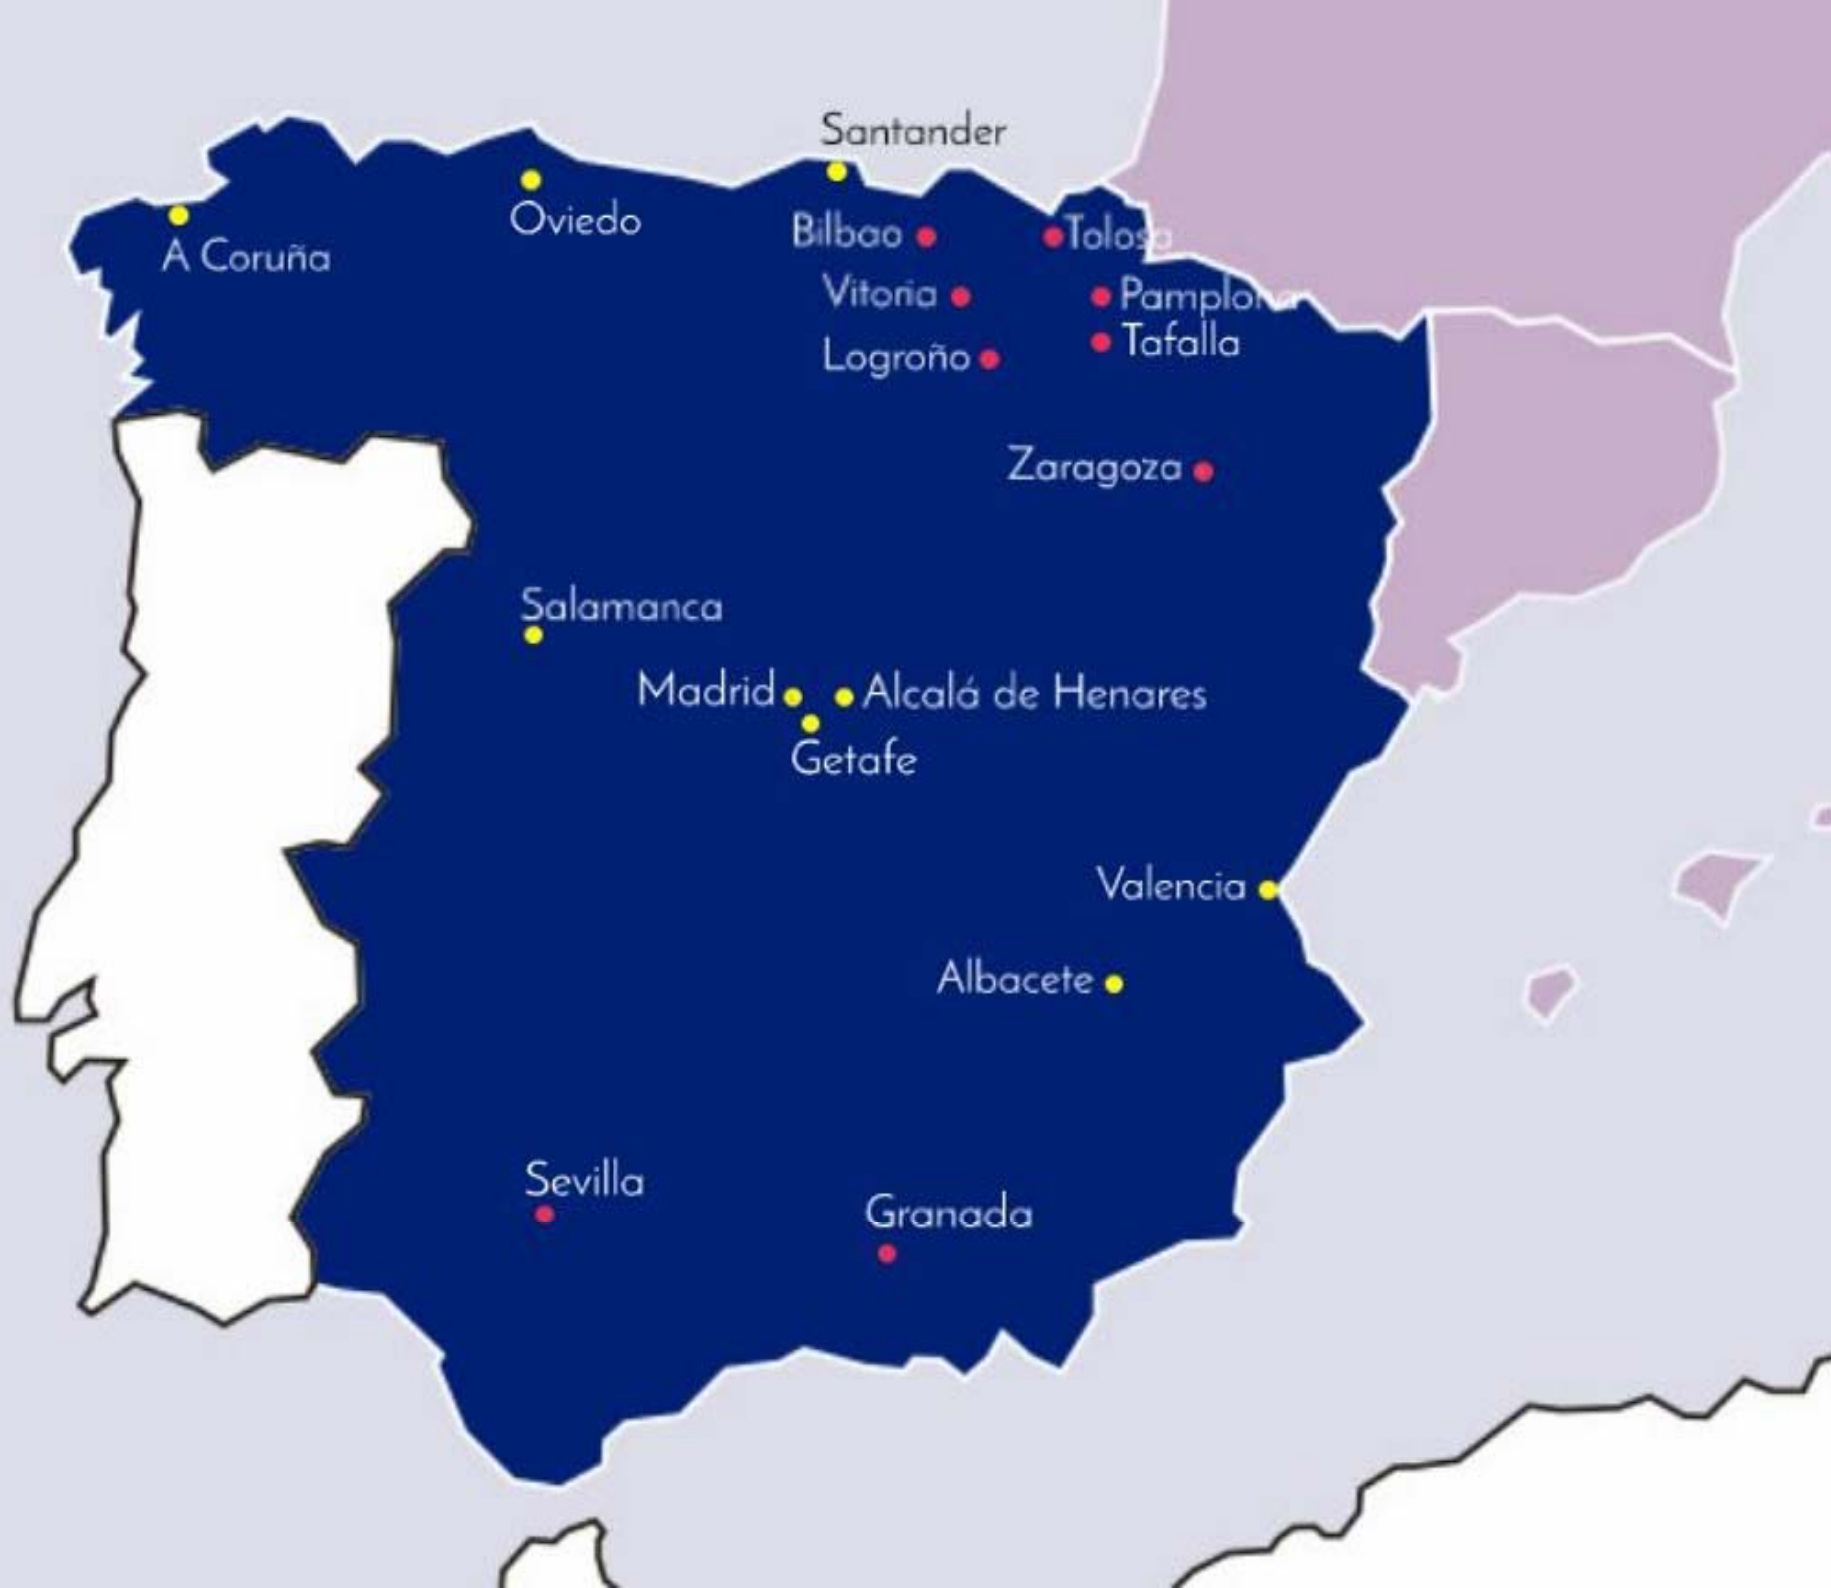 Santander
Oviedo
Bilbao
Tolosa
A Coruña
Vitoria
Pamplona
Tafalla
Logroño
Zaragoza
Salamanca
Madrid
Alcalá de Henares
Getafe
Valencia
Albacete
Sevilla
Granada